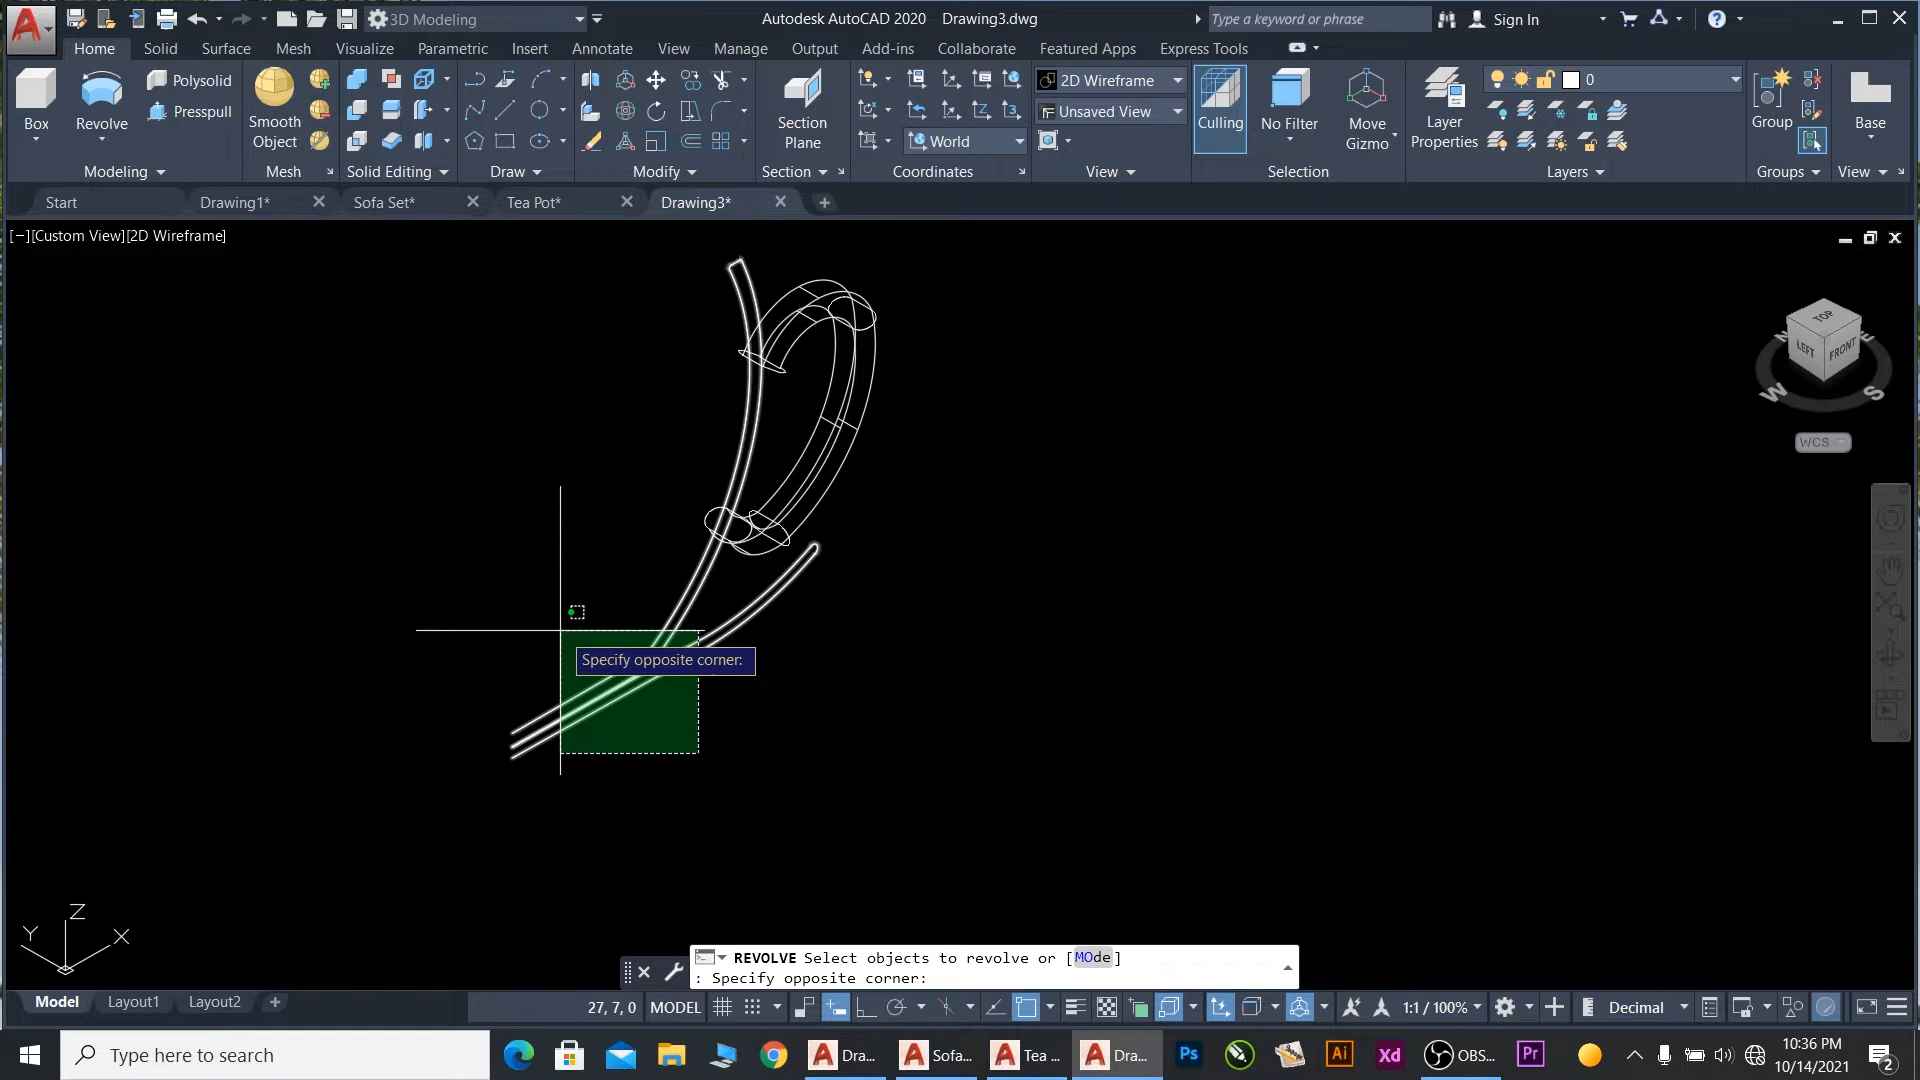 3D Modeling
Autodesk AutoCAD 2020 Drawing3.dwg
Type a keyword or phrase
Sign In
Home Solid Surface Mesh Visualize Parametric Insert Annotate View Manage Output Add-ins Collaborate Featured Apps Express Tools
Box
Revolve
Polysolid
Presspull
Smooth Object
Section Plane
World
2D Wireframe
Unsaved View
Culling
No Filter
Move Gizmo
Layer Properties
0
Group
Base
Modeling Mesh Solid Editing Draw Modify Section Coordinates View Selection Layers Groups View
Start Drawing1* Sofa Set* Tea Pot* Drawing3*
[−][Custom View][2D Wireframe]
TOP
LEFT
FRONT
N
E
W
S
WCS
Specify opposite corner:
Z
Y
X
REVOLVE Select objects to revolve or [MOde]
: Specify opposite corner:
Model Layout1 Layout2
27, 7, 0 MODEL
1:1 / 100%
Decimal
Type here to search
Dra...
Sofa...
Tea ...
Dra...
Ps
Ai
Xd
OBS...
Pr
10:36 PM
10/14/2021
2